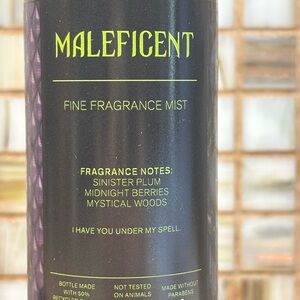 MALEFICENT
FINE FRAGRANCE MIST
FRAGRANCE NOTES:
SINISTER PLUM
MIDNIGHT BERRIES
MYSTICAL WOODS
I HAVE YOU UNDER MY SPELL.
BOTTLE MADE NOT TESTED MADE WITHOUT
WITH 50% ON ANIMALS PARABENS